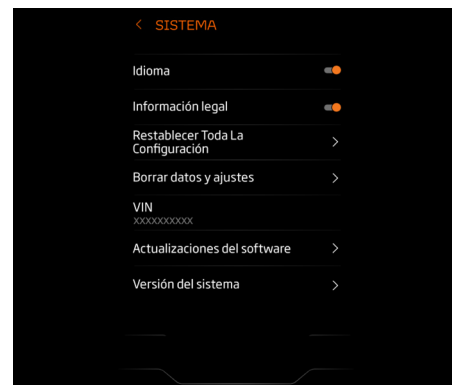 SISTEMA
Idioma
Información legal
Restablecer Toda La
Configuración
Borrar datos y ajustes
VIN
xxxxxxxxxx
Actualizaciones del software
Versión del sistema